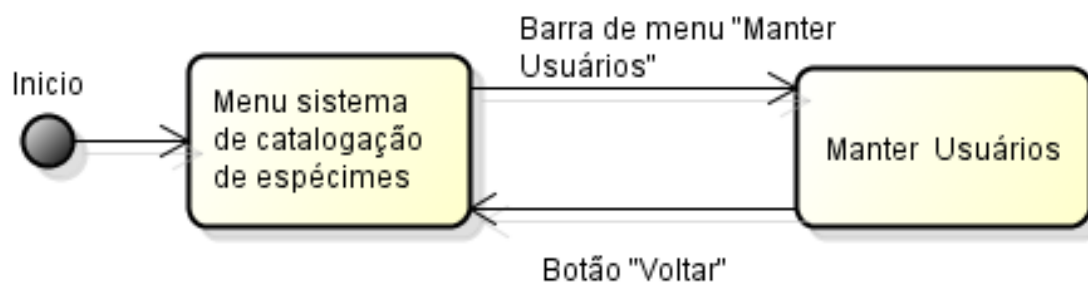 Barra de menu "Manter
Usuários"
Inicio
Menu sistema
de catalogação
de espécimes
Manter Usuários
Botão "Voltar"